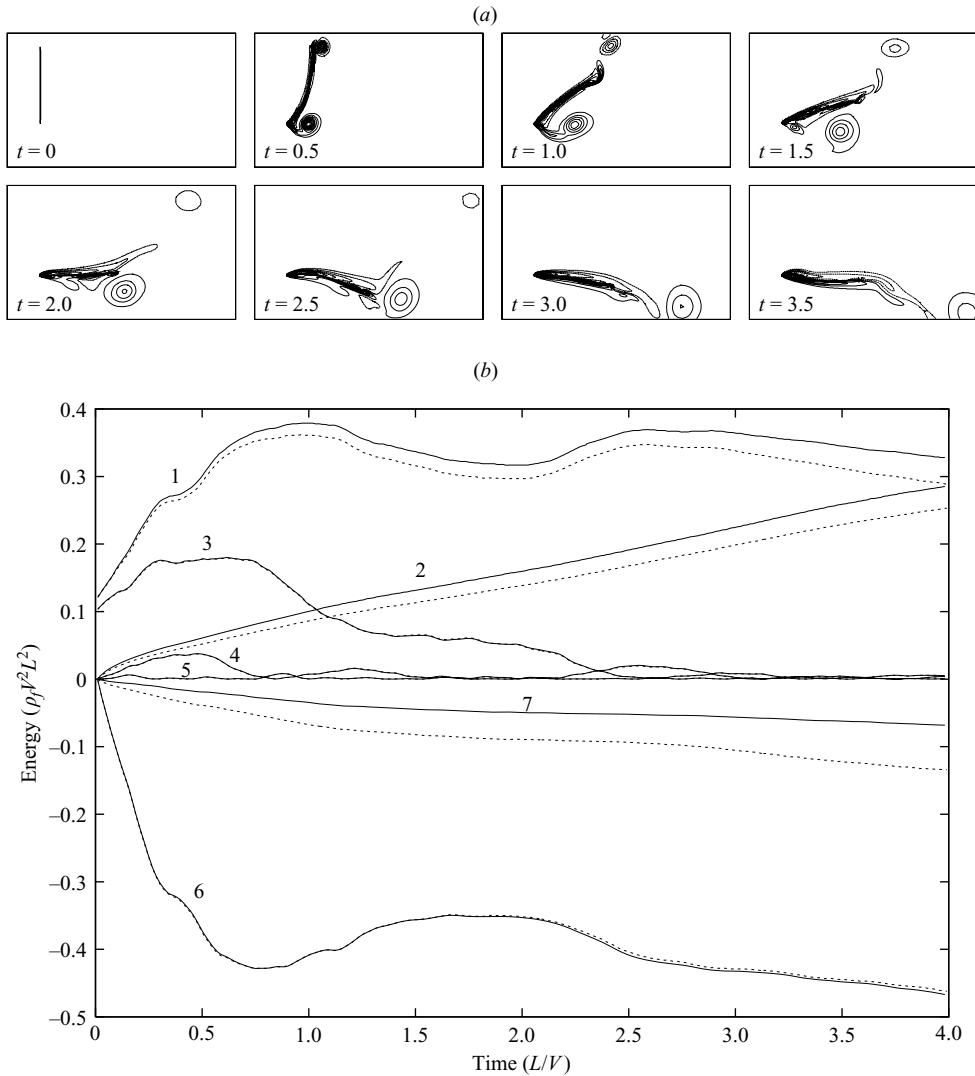 (a)
t = 0
t = 0.5
t = 1.0
t = 1.5
t = 2.0
t = 2.5
t = 3.0
t = 3.5
(b)
0.4
0.3
0.2
0.1
0
–0.1
–0.2
–0.3
–0.4
–0.5
Energy (ρfV²L²)
1
3
2
4
5
7
6
0
0.5
1.0
1.5
2.0
2.5
3.0
3.5
4.0
Time (L/V)